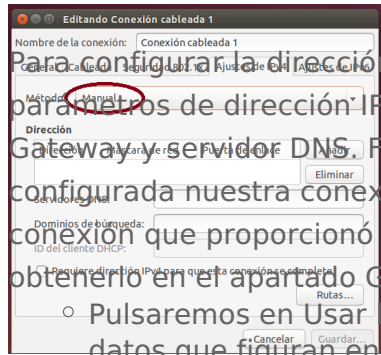 Editando Conexión cableada 1
Nombre de la conexión: Conexión cableada 1
Para configurar la direcció
General Cableada Seguridad 802.1x Ajustes de IPv4 Ajustes de IPv6
Método: Manual
parámetros de dirección IP
Dirección
Gateway y servidor DNS. F
Dirección Máscara de red Puerta de enlace Añadir
Eliminar
configurada nuestra conex
Servidores DNS:
Dominios de búsqueda:
conexión que proporcionó
ID del cliente DHCP:
Requiere dirección IPv4 para que esta conexión se complete
obtenerlo en el apartado G
Rutas...
Pulsaremos en Usar
Cancelar Guardar...
datos que figuran en